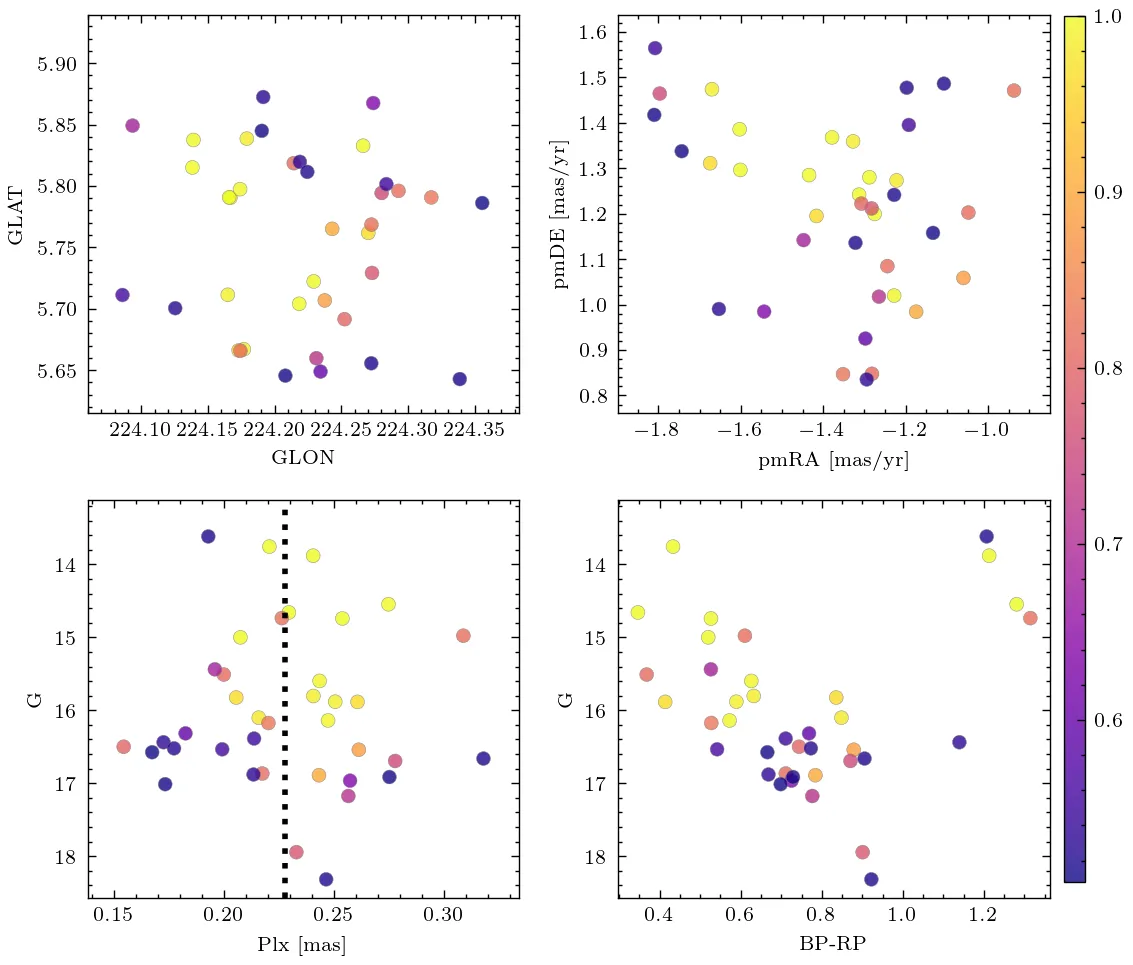 5.90
5.85
5.80
5.75
5.70
5.65
GLAT
224.10 224.15 224.20 224.25 224.30 224.35
GLON
1.6
1.5
1.4
1.3
1.2
1.1
1.0
0.9
0.8
pmDE [mas/yr]
−1.8 −1.6 −1.4 −1.2 −1.0
pmRA [mas/yr]
1.0
0.9
0.8
0.7
0.6
14
15
16
17
18
G
0.15 0.20 0.25 0.30
Plx [mas]
14
15
16
17
18
G
0.4 0.6 0.8 1.0 1.2
BP-RP